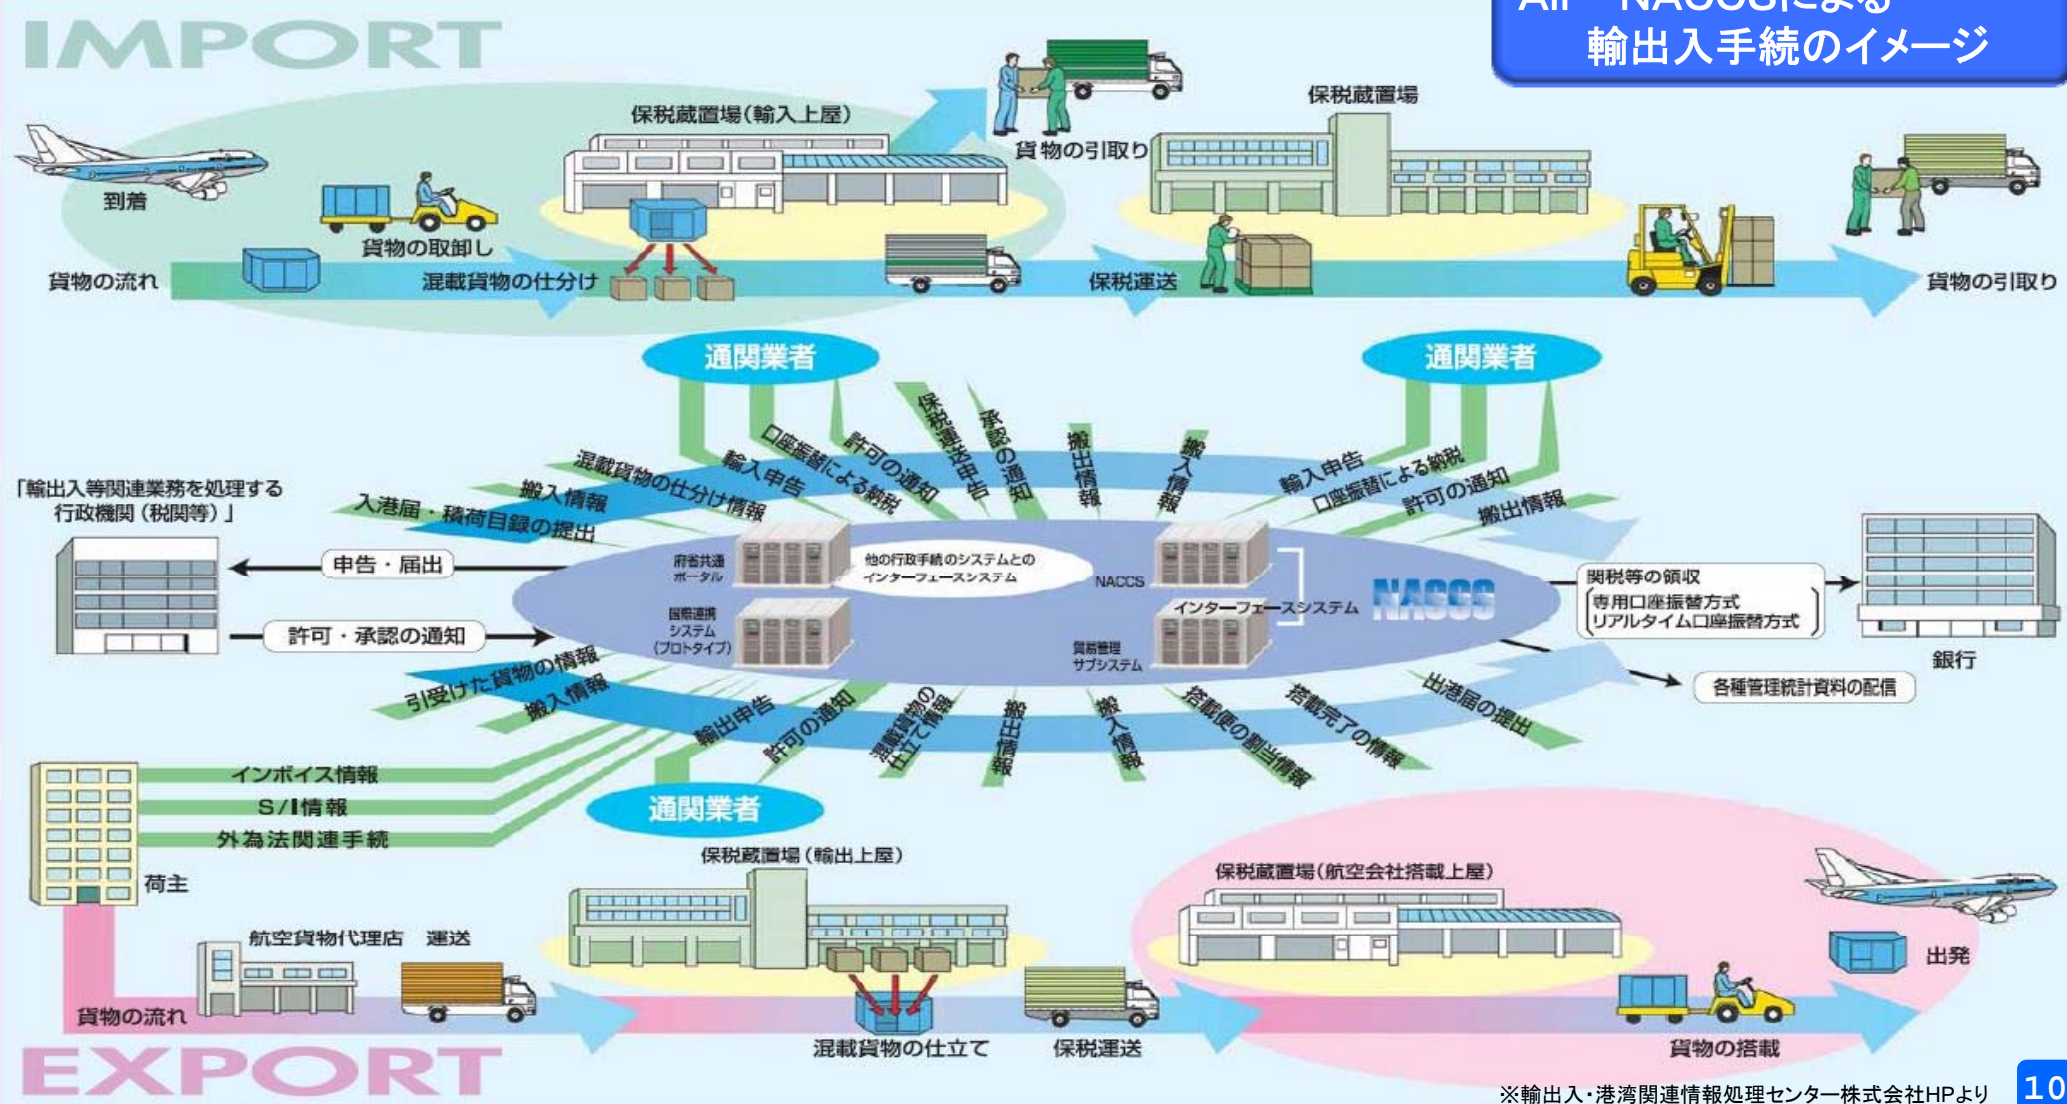 IMPORT
Air NACCSによる
輸出入手続のイメージ
到着
貨物の取卸し
保税蔵置場(輸入上屋)
貨物の引取り
保税蔵置場
貨物の流れ
混載貨物の仕分け
保税運送
貨物の引取り
通関業者
通関業者
「輸出入等関連業務を処理する
行政機関(税関等)」
入港届・積荷目録の提出
搬入情報
混載貨物の仕分け情報
輸入申告
口座振替による納税
許可の通知
保税運送申告
承認の通知
搬出情報
搬入情報
輸入申告
口座振替による納税
許可の通知
搬出情報
申告・届出
許可・承認の通知
府省共通
ポータル
他の行政手続のシステムとの
インターフェースシステム
NACCS
国際連携
システム
(プロトタイプ)
インターフェースシステム
貿易管理
サブシステム
NACCS
関税等の領収
専用口座振替方式
リアルタイム口座振替方式
銀行
各種管理統計資料の配信
引受けた貨物の情報
搬入情報
輸出申告
許可の通知
混載貨物の
仕立て情報
搬出情報
搬入情報
搭載便の割当情報
搭載完了の情報
出港届の提出
インボイス情報
S/I情報
外為法関連手続
荷主
通関業者
保税蔵置場(輸出上屋)
保税蔵置場(航空会社搭載上屋)
航空貨物代理店 運送
出発
貨物の流れ
混載貨物の仕立て
保税運送
貨物の搭載
EXPORT
※輸出入・港湾関連情報処理センター株式会社HPより
10